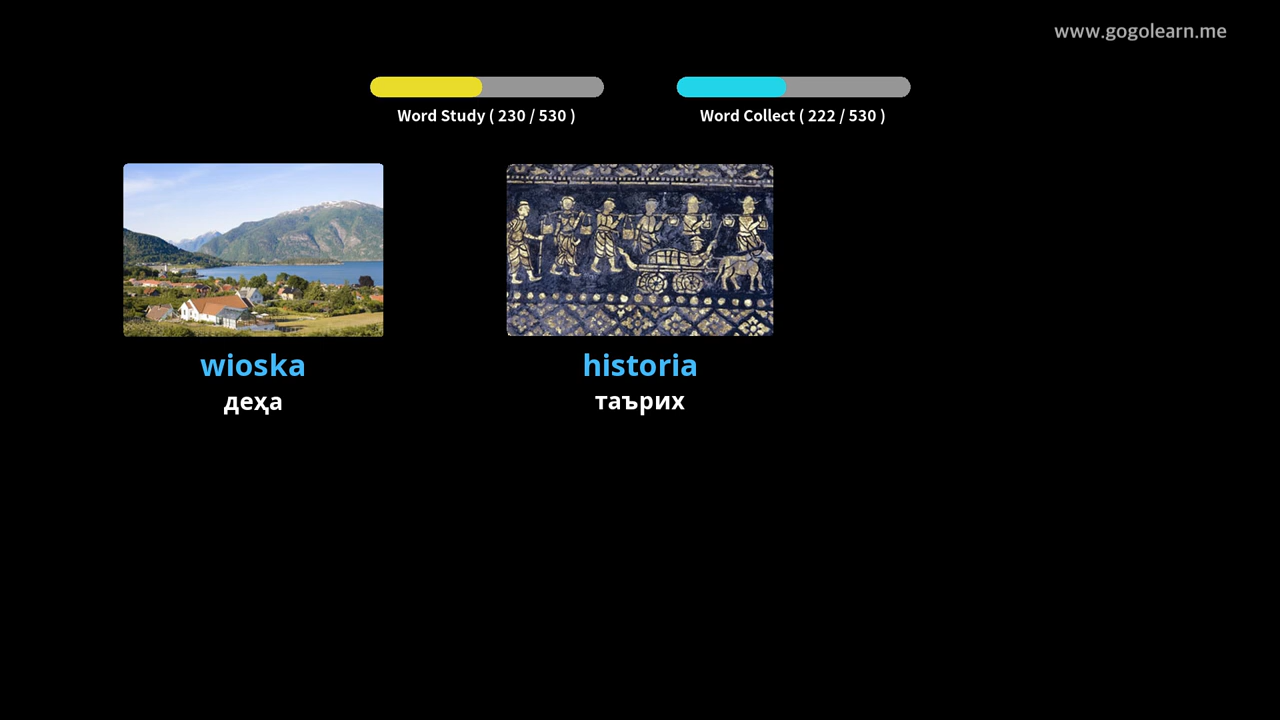 www.gogolearn.me
Word Study ( 230 / 530 )
Word Collect ( 222 / 530 )
wioska
деҳа
historia
таърих